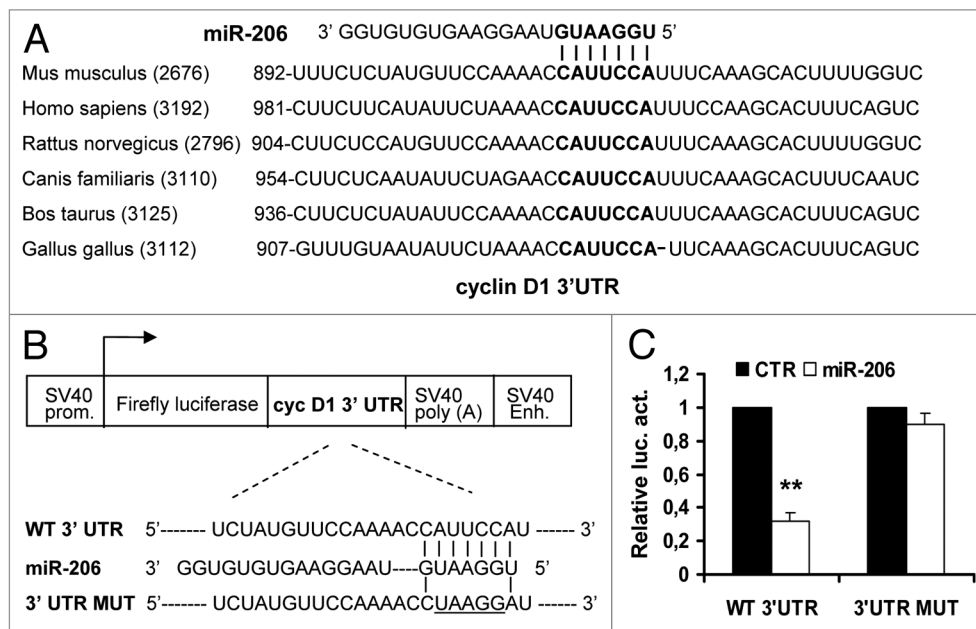 A
miR-206 3' GGUGUGUGAAGGAAUGUAAGGU 5'
Mus musculus (2676) 892-UUUCUCUAUGUUCCAAAACCAUUCCAUUUCAAAGCACUUUUGGUC
Homo sapiens (3192) 981-CUUCUUCAUAUUCUAAAACCAUUCCAUUUCCAAGCACUUUCAGUC
Rattus norvegicus (2796) 904-CUUCUCCAUGUUCCAAAACCAUUCCAUUUCAAAGCACUUUUGGUC
Canis familiaris (3110) 954-CUUCUCAAUAUUCUAGAACCAUUCCAUUUCAAAGCACUUUCAAUC
Bos taurus (3125) 936-CUUCUCUAUAUUCCAAAACCAUUCCAUUUCAAAGCACUUUCAGUC
Gallus gallus (3112) 907-GUUUGUAAUAUUCUAAAACCAUUCCA-UUCAAAGCACUUUCAGUC
cyclin D1 3'UTR
B
SV40 prom. Firefly luciferase cyc D1 3' UTR SV40 poly (A) SV40 Enh.
WT 3' UTR 5'------- UCUAUGUUCCAAAACCAUUCCAU ------ 3'
miR-206 3' GGUGUGUGAAGGAAU----GUAAGGU 5'
3' UTR MUT 5'------- UCUAUGUUCCAAAACCUAAGGAU ------ 3'
C
CTR miR-206
Relative luc. act.
1,2
1
0,8
0,6
0,4
0,2
0
**
WT 3'UTR 3'UTR MUT